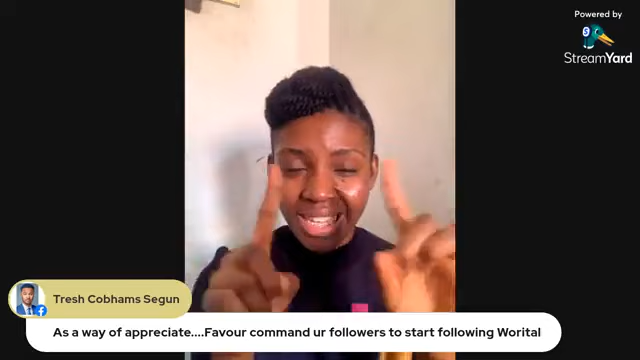 Powered by
StreamYard
Tresh Cobhams Segun
As a way of appreciate....Favour command ur followers to start following Worital